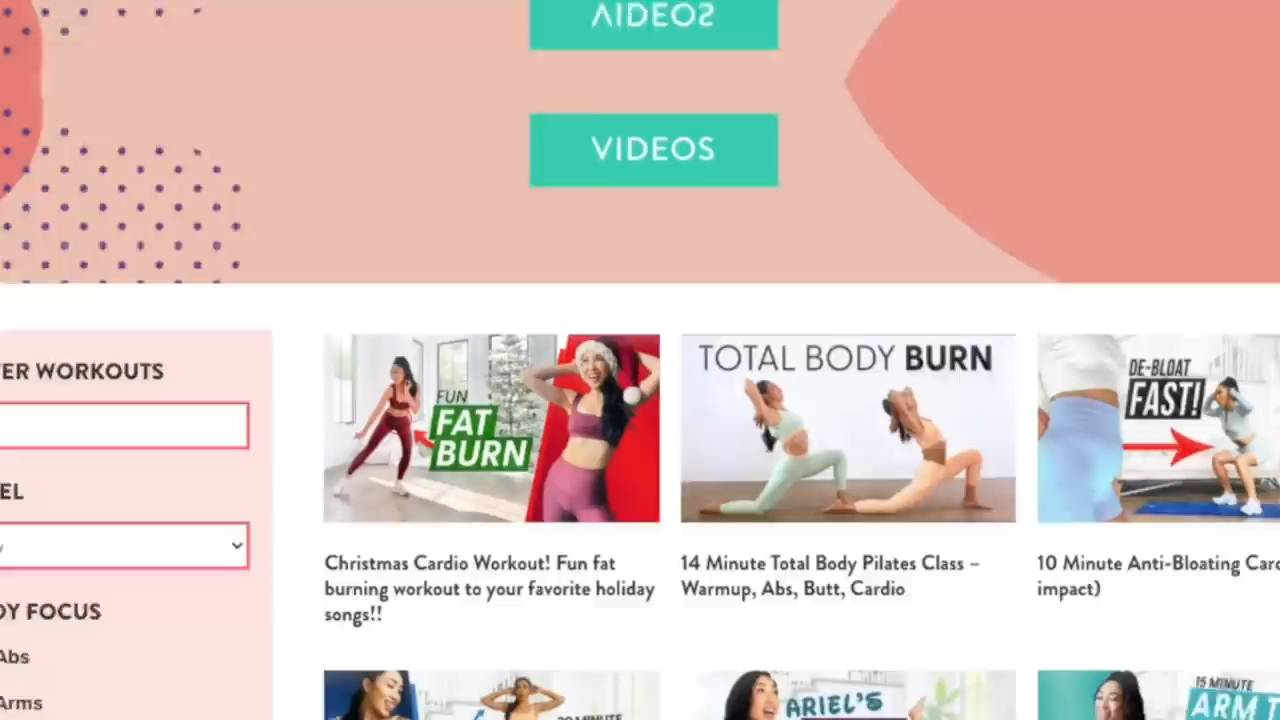 VIDEOS
VIDEOS
ER WORKOUTS
EL
DY FOCUS
Abs
Arms
FUN
FAT
BURN
Christmas Cardio Workout! Fun fat
burning workout to your favorite holiday
songs!!
TOTAL BODY BURN
14 Minute Total Body Pilates Class –
Warmup, Abs, Butt, Cardio
DE-BLOAT
FAST!
10 Minute Anti-Bloating Card
impact)
20 MINUTE
ARIEL'S
15 MINUTE
ARM T